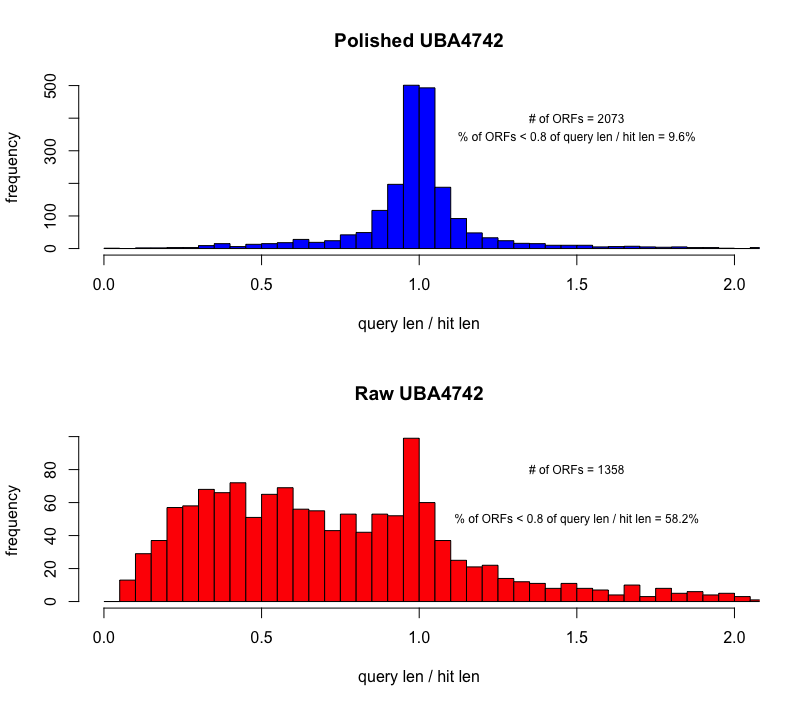 Polished UBA4742
# of ORFs = 2073
% of ORFs < 0.8 of query len / hit len = 9.6%
frequency
500
300
100
0
0.0 0.5 1.0 1.5 2.0
query len / hit len
Raw UBA4742
# of ORFs = 1358
% of ORFs < 0.8 of query len / hit len = 58.2%
frequency
80
60
40
20
0
0.0 0.5 1.0 1.5 2.0
query len / hit len